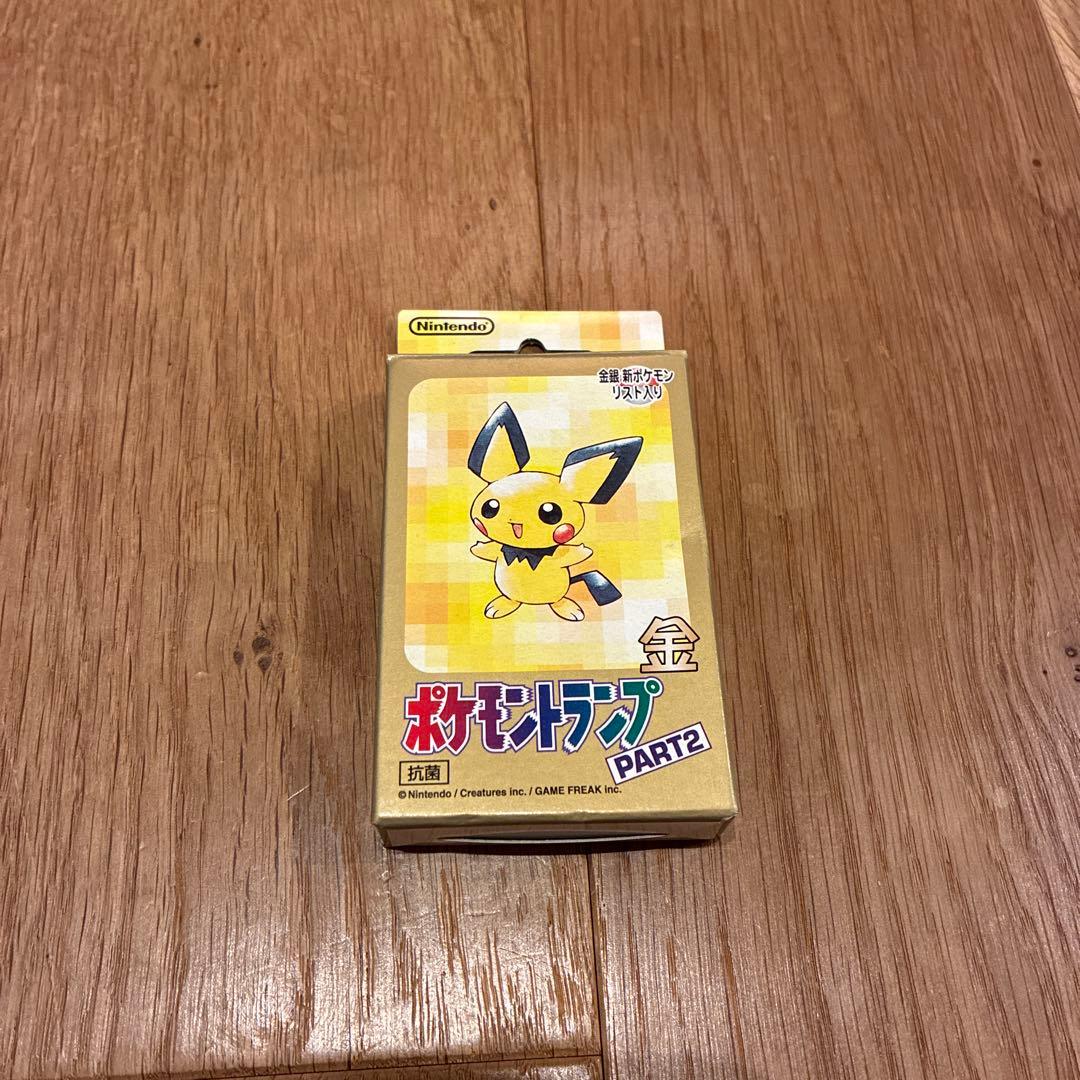 Nintendo
金銀 新ポケモン
リスト入り
金
ポケモントランプ
PART2
抗菌
©Nintendo / Creatures inc. / GAME FREAK inc.